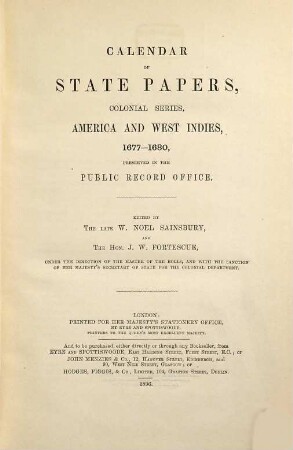 CALENDAR
OF
STATE PAPERS,
COLONIAL SERIES,
AMERICA AND WEST INDIES,
1677–1680,
PRESERVED IN THE
PUBLIC RECORD OFFICE.
EDITED BY
THE LATE W. NOEL SAINSBURY,
AND
THE HON. J. W. FORTESCUE,
UNDER THE DIRECTION OF THE MASTER OF THE ROLLS, AND WITH THE SANCTION
OF HER MAJESTY'S SECRETARY OF STATE FOR THE COLONIAL DEPARTMENT.
LONDON:
PRINTED FOR HER MAJESTY'S STATIONERY OFFICE,
BY EYRE AND SPOTTISWOODE,
PRINTERS TO THE QUEEN'S MOST EXCELLENT MAJESTY.
And to be purchased, either directly or through any Bookseller, from
EYRE AND SPOTTISWOODE, EAST HARDING STREET, FLEET STREET, E.C.; or
JOHN MENZIES & CO., 12, HANOVER STREET, EDINBURGH, and
90, WEST NILE STREET, GLASGOW; or
HODGES, FIGGIS, & CO., LIMITED, 104, GRAFTON STREET, DUBLIN.
1896.